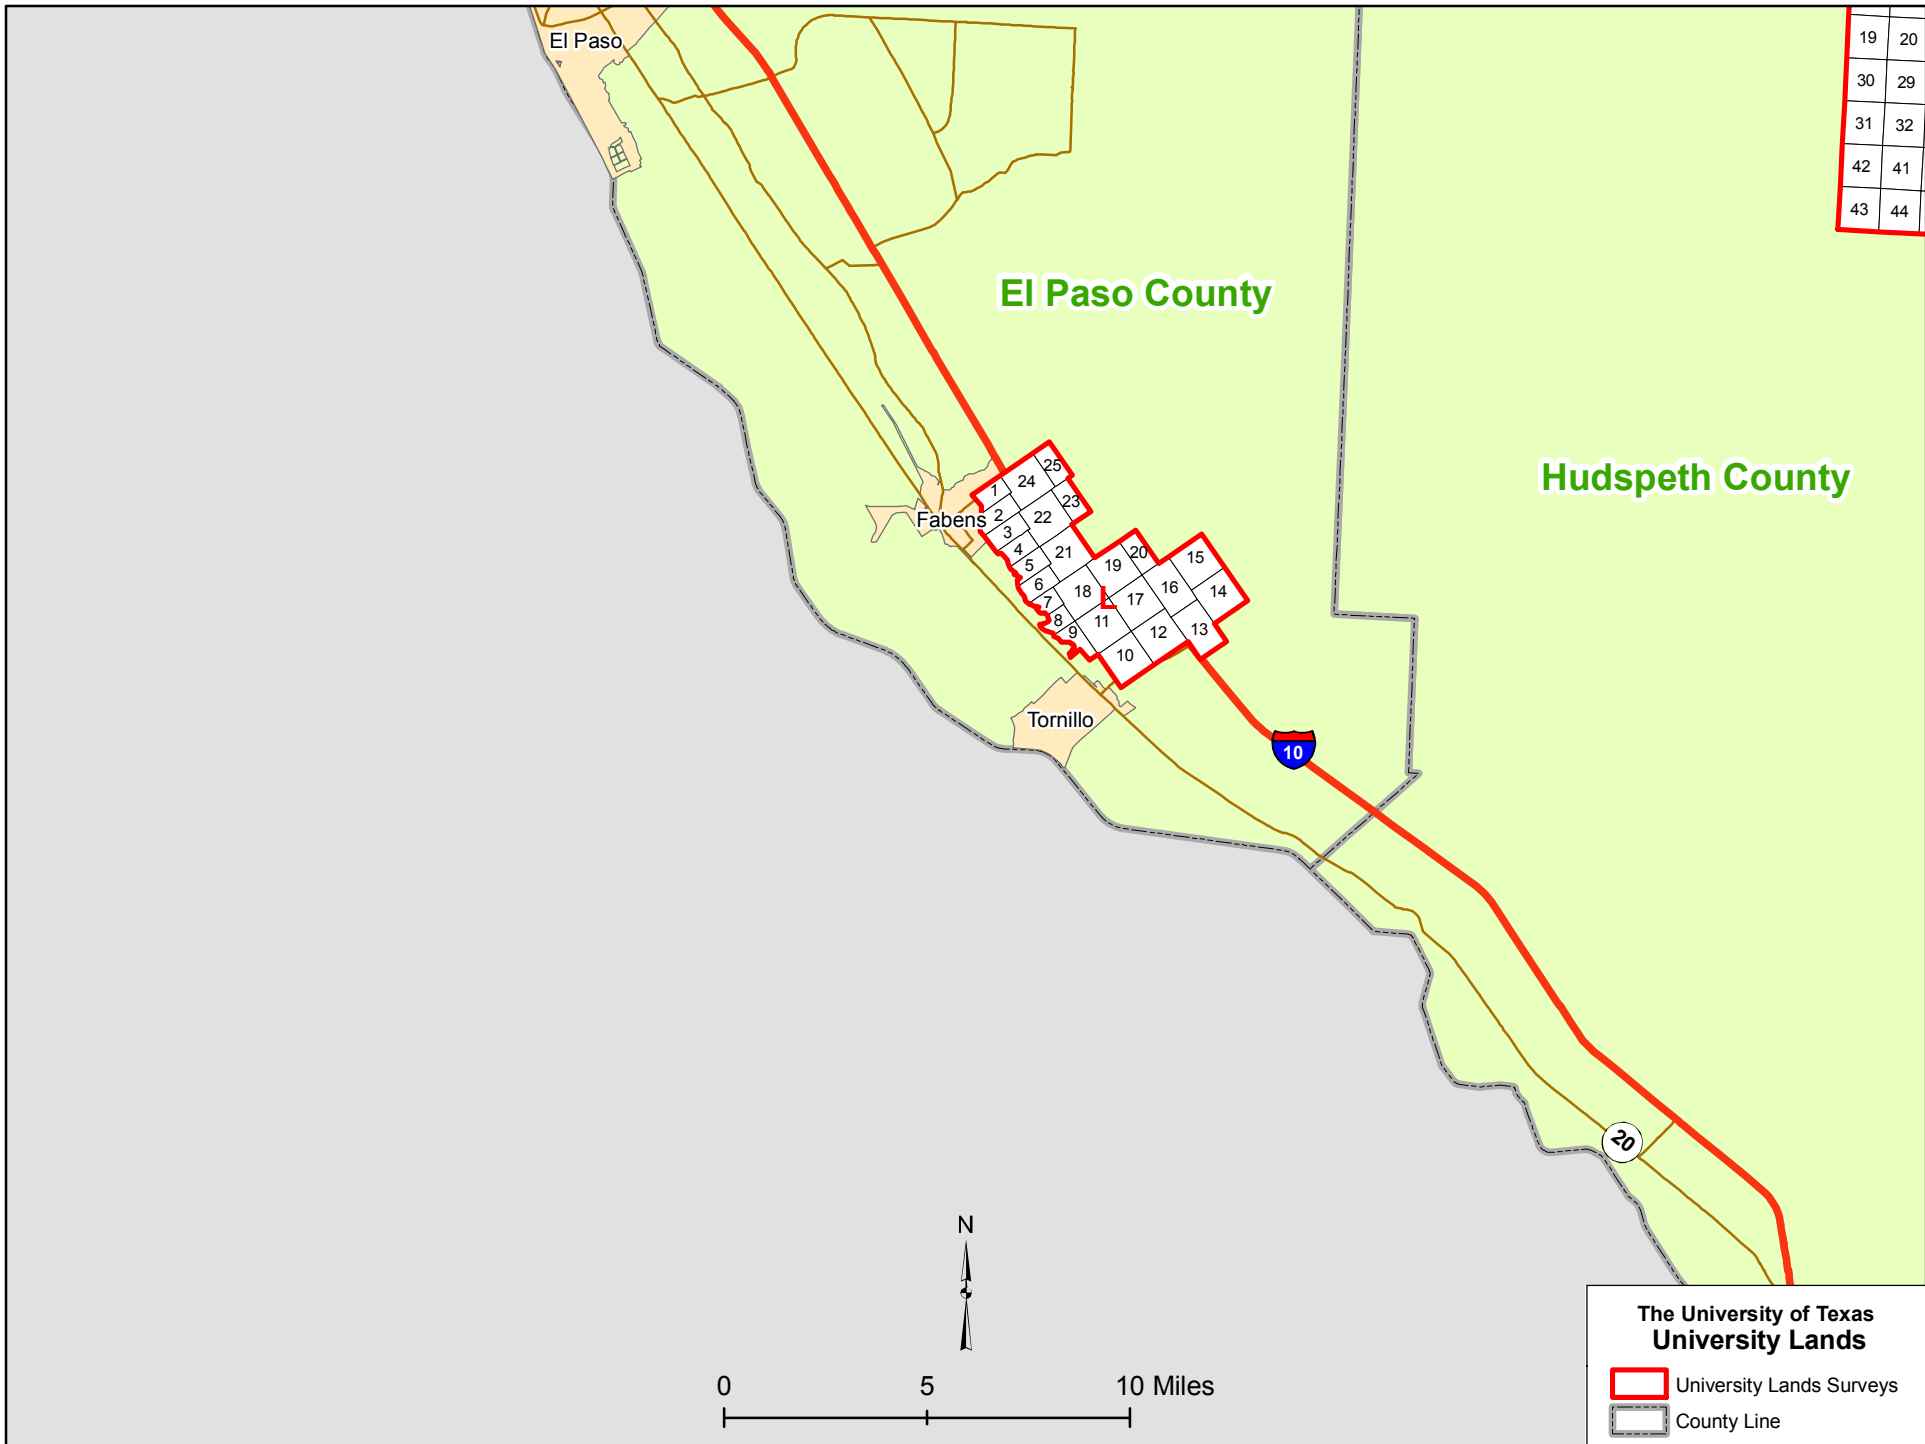 El Paso
19 20
30 29
31 32
42 41
43 44
El Paso County
Hudspeth County
25
24
1
23
2
22
Fabens
3
4
21
20
15
5
19
6
18
16
14
L
17
7
8
11
9
12
13
10
Tornillo
10
20
N
0 5 10 Miles
The University of Texas
University Lands
University Lands Surveys
County Line